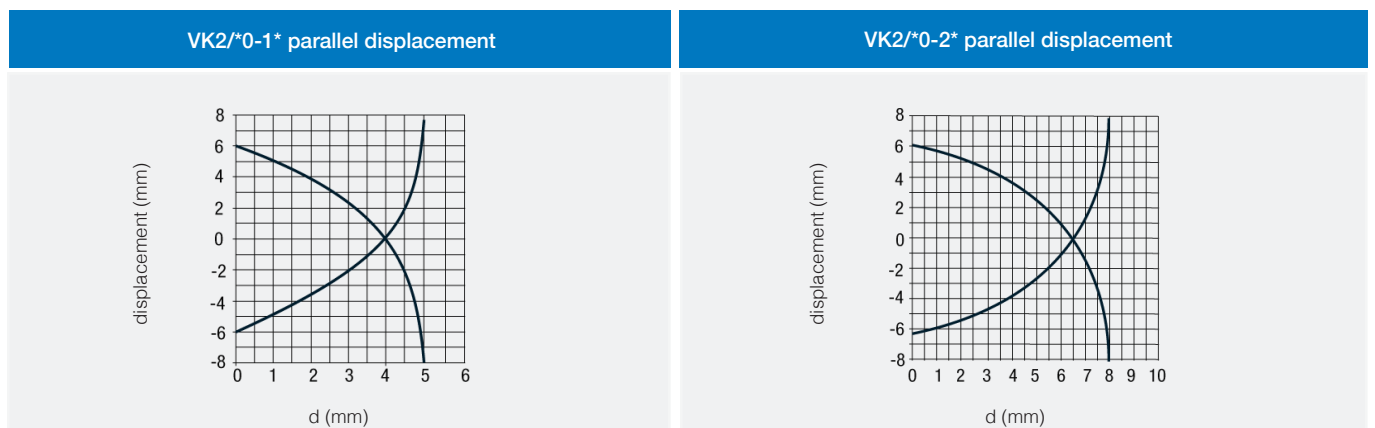 VK2/*0-1* parallel displacement
displacement (mm)
8
6
4
2
0
-2
-4
-6
-8
0 1 2 3 4 5 6
d (mm)
VK2/*0-2* parallel displacement
displacement (mm)
8
6
4
2
0
-2
-4
-6
-8
0 1 2 3 4 5 6 7 8 9 10
d (mm)